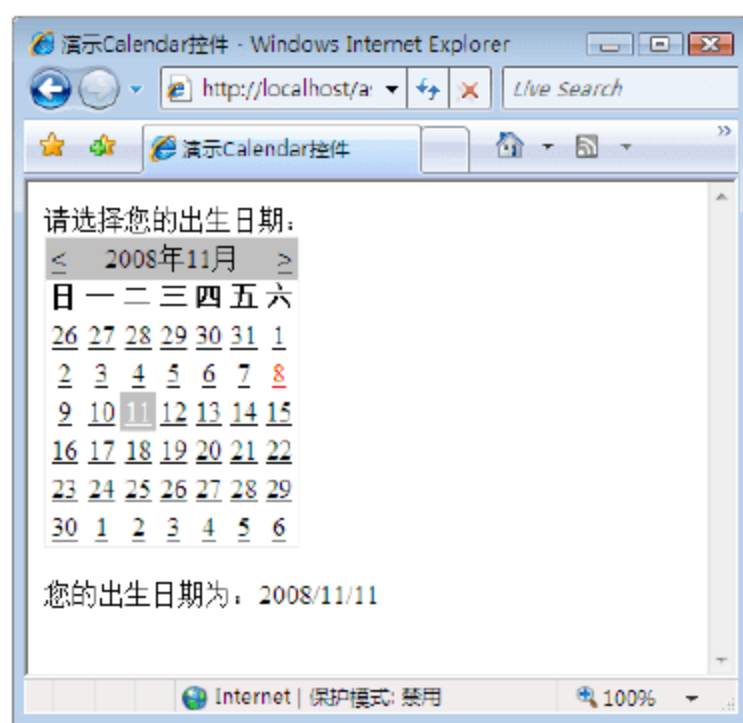 演示Calendar控件 - Windows Internet Explorer
http://localhost/a
Live Search
演示Calendar控件
请选择您的出生日期：
< 2008年11月 >
日 一 二 三 四 五 六
26 27 28 29 30 31 1
2 3 4 5 6 7 8
9 10 11 12 13 14 15
16 17 18 19 20 21 22
23 24 25 26 27 28 29
30 1 2 3 4 5 6
您的出生日期为：2008/11/11
Internet | 保护模式: 禁用
100%